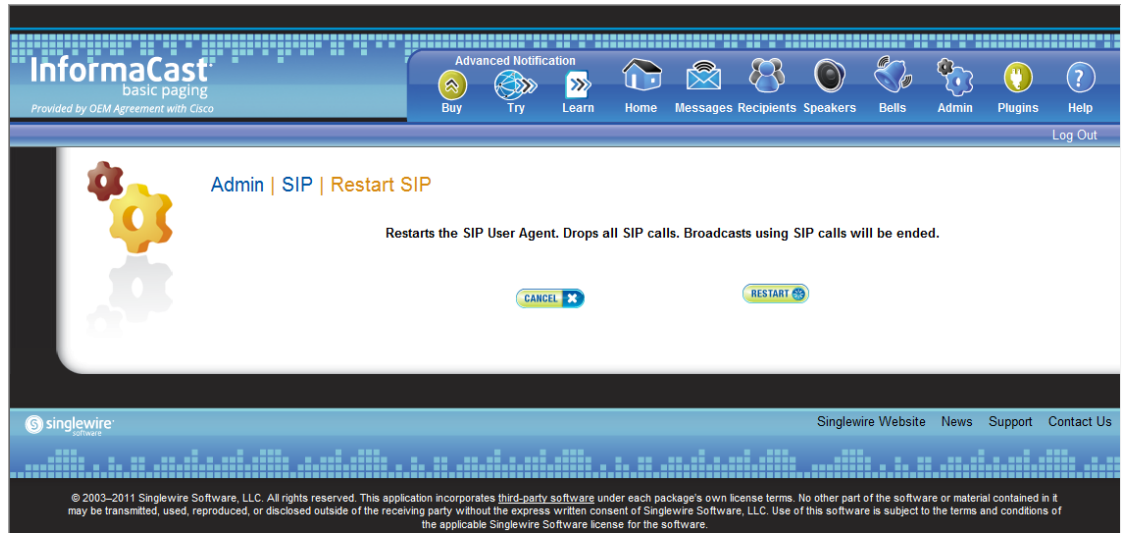 InformaCast
basic paging
Provided by OEM Agreement with Cisco
Advanced Notification
Buy Try Learn Home Messages Recipients Speakers Bells Admin Plugins Help
Log Out
Admin | SIP | Restart SIP
Restarts the SIP User Agent. Drops all SIP calls. Broadcasts using SIP calls will be ended.
CANCEL RESTART
singlewire
software
Singlewire Website News Support Contact Us
© 2003–2011 Singlewire Software, LLC. All rights reserved. This application incorporates third-party software under each package's own license terms. No other part of the software or material contained in it
may be transmitted, used, reproduced, or disclosed outside of the receiving party without the express written consent of Singlewire Software, LLC. Use of this software is subject to the terms and conditions of
the applicable Singlewire Software license for the software.